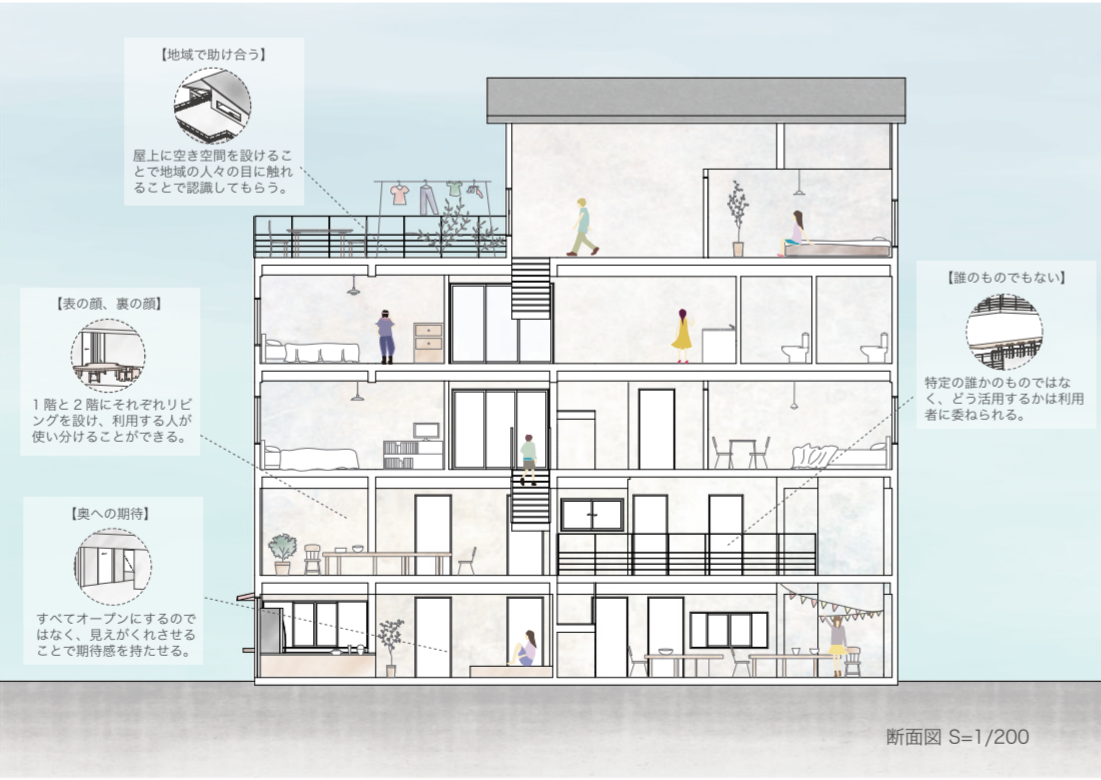 【地域で助け合う】
屋上に空き空間を設けるこ
とで地域の人々の目に触れ
ることで認識してもらう。
【表の顔、裏の顔】
１階と２階にそれぞれリビ
ングを設け、利用する人が
使い分けることができる。
【奥への期待】
すべてオープンにするので
はなく、見えがくれさせる
ことで期待感を持たせる。
【誰のものでもない】
特定の誰かのものではな
く、どう活用するかは利用
者に委ねられる。
断面図 S=1/200